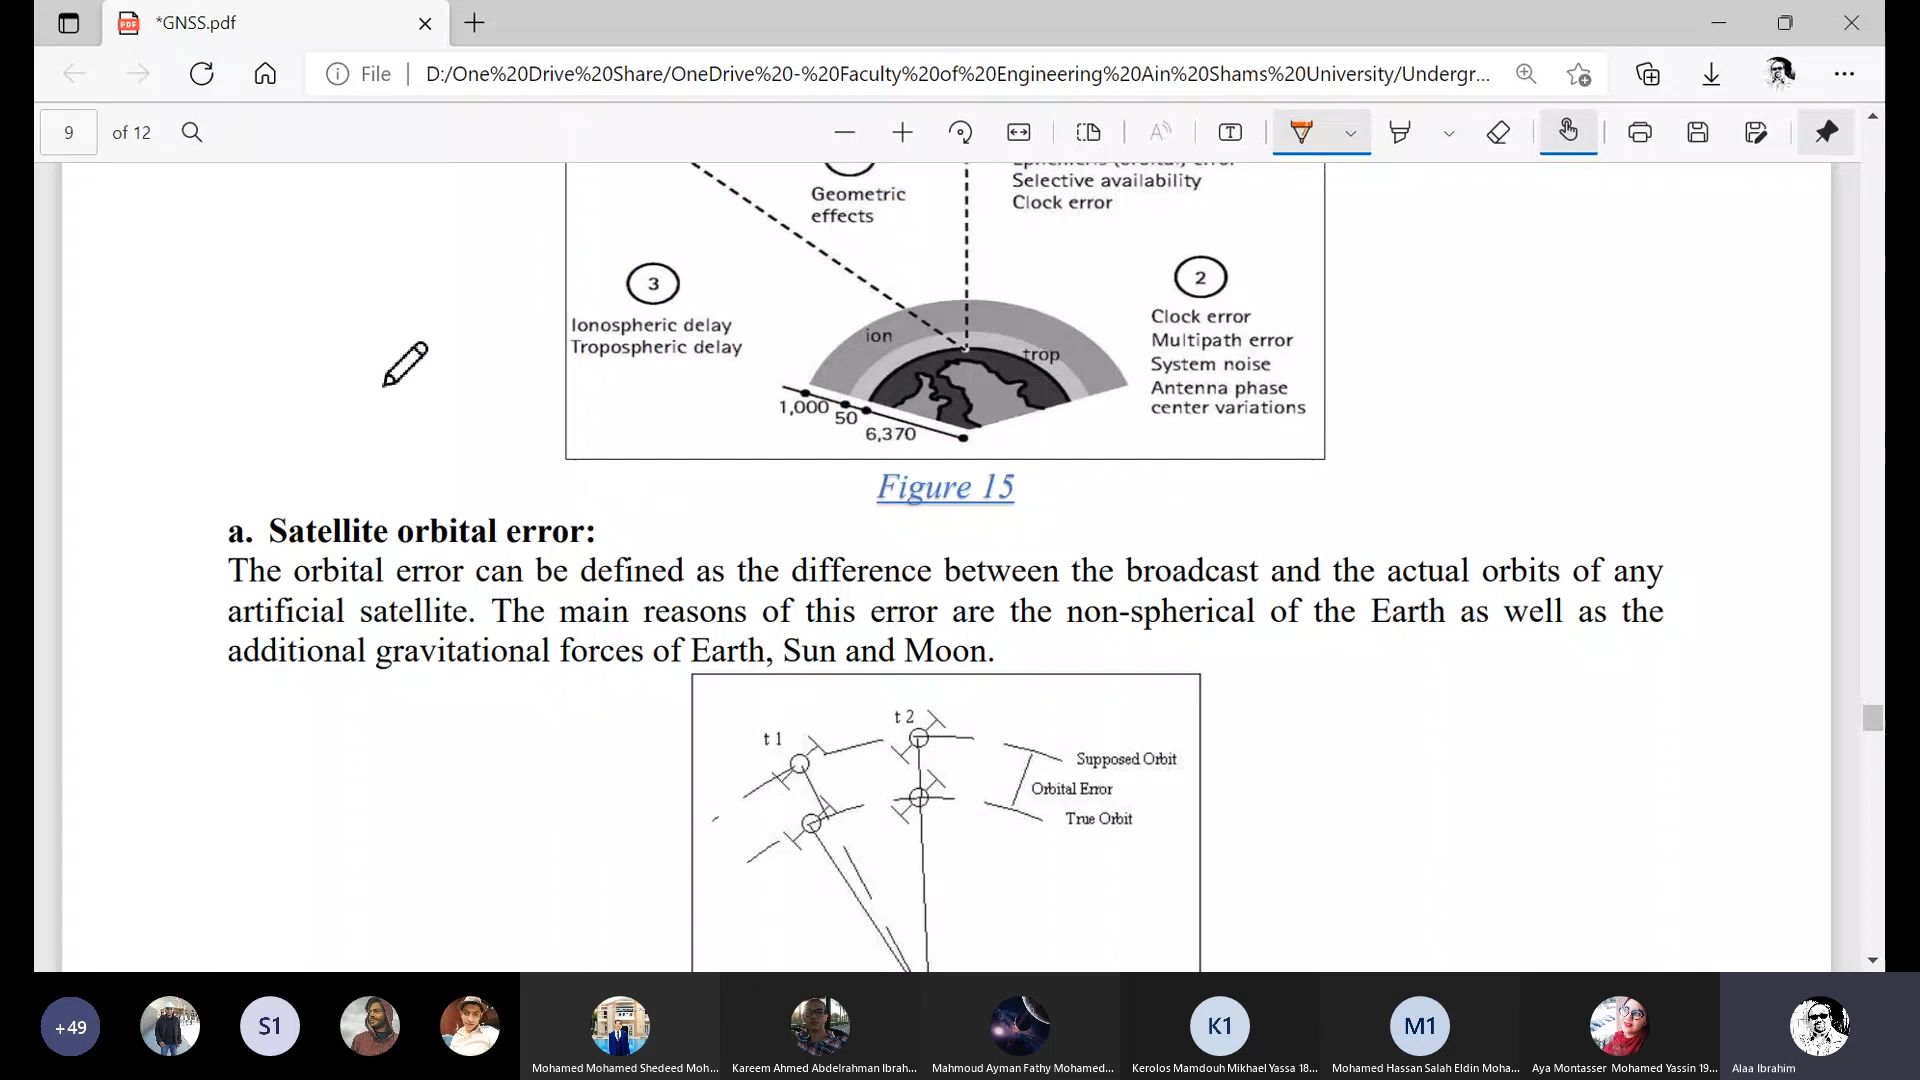 *GNSS.pdf
File
D:/One%20Drive%20Share/OneDrive%20-%20Faculty%20of%20Engineering%20Ain%20Shams%20University/Undergr...
9 of 12
Ephemeris (orbital) error
Geometric
effects
Selective availability
Clock error
3
Ionospheric delay
Tropospheric delay
2
Clock error
Multipath error
System noise
Antenna phase
center variations
ion
trop
1,000
50
6,370
Figure 15
a. Satellite orbital error:
The orbital error can be defined as the difference between the broadcast and the actual orbits of any
artificial satellite. The main reasons of this error are the non-spherical of the Earth as well as the
additional gravitational forces of Earth, Sun and Moon.
t 1
t 2
Supposed Orbit
Orbital Error
True Orbit
+49
S1
K1
M1
Mohamed Mohamed Shedeed Moh...
Kareem Ahmed Abdelrahman Ibrah...
Mahmoud Ayman Fathy Mohamed...
Kerolos Mamdouh Mikhael Yassa 18...
Mohamed Hassan Salah Eldin Moha...
Aya Montasser Mohamed Yassin 19...
Alaa Ibrahim